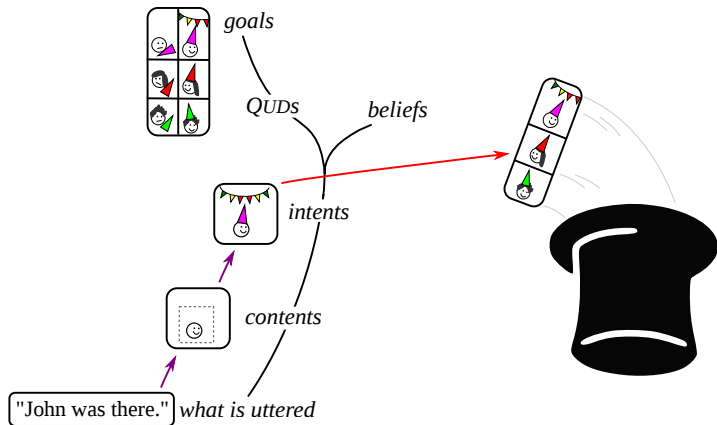 goals
QUDs
beliefs
intents
contents
"John was there." what is uttered